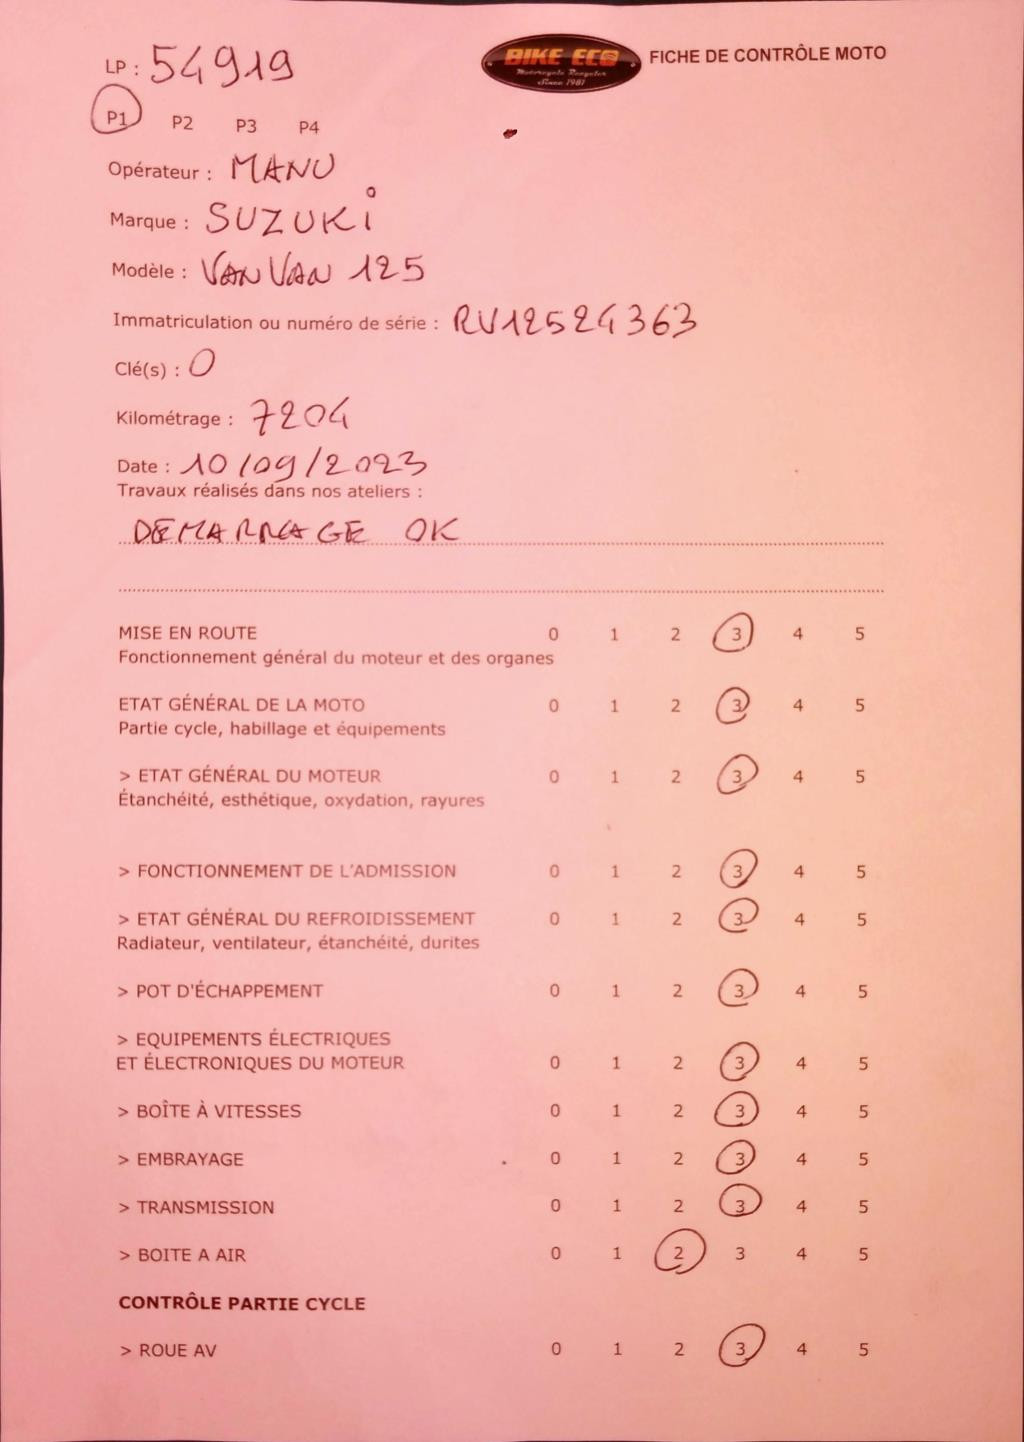 LP : 54919
BIKE ECO
Motorcycle Recycler
Since 1981
FICHE DE CONTRÔLE MOTO
P1 P2 P3 P4
Opérateur : MANU
Marque : SUZUKi
Modèle : VANVAN 125
Immatriculation ou numéro de série : RV12524363
Clé(s) : 0
Kilométrage : 7204
Date : 10/09/2023
Travaux réalisés dans nos ateliers :
DEMARRAGE OK
MISE EN ROUTE 0 1 2 3 4 5
Fonctionnement général du moteur et des organes
ETAT GÉNÉRAL DE LA MOTO 0 1 2 3 4 5
Partie cycle, habillage et équipements
> ETAT GÉNÉRAL DU MOTEUR 0 1 2 3 4 5
Étanchéité, esthétique, oxydation, rayures
> FONCTIONNEMENT DE L'ADMISSION 0 1 2 3 4 5
> ETAT GÉNÉRAL DU REFROIDISSEMENT 0 1 2 3 4 5
Radiateur, ventilateur, étanchéité, durites
> POT D'ÉCHAPPEMENT 0 1 2 3 4 5
> EQUIPEMENTS ÉLECTRIQUES
ET ÉLECTRONIQUES DU MOTEUR 0 1 2 3 4 5
> BOÎTE À VITESSES 0 1 2 3 4 5
> EMBRAYAGE 0 1 2 3 4 5
> TRANSMISSION 0 1 2 3 4 5
> BOITE A AIR 0 1 2 3 4 5
CONTRÔLE PARTIE CYCLE
> ROUE AV 0 1 2 3 4 5